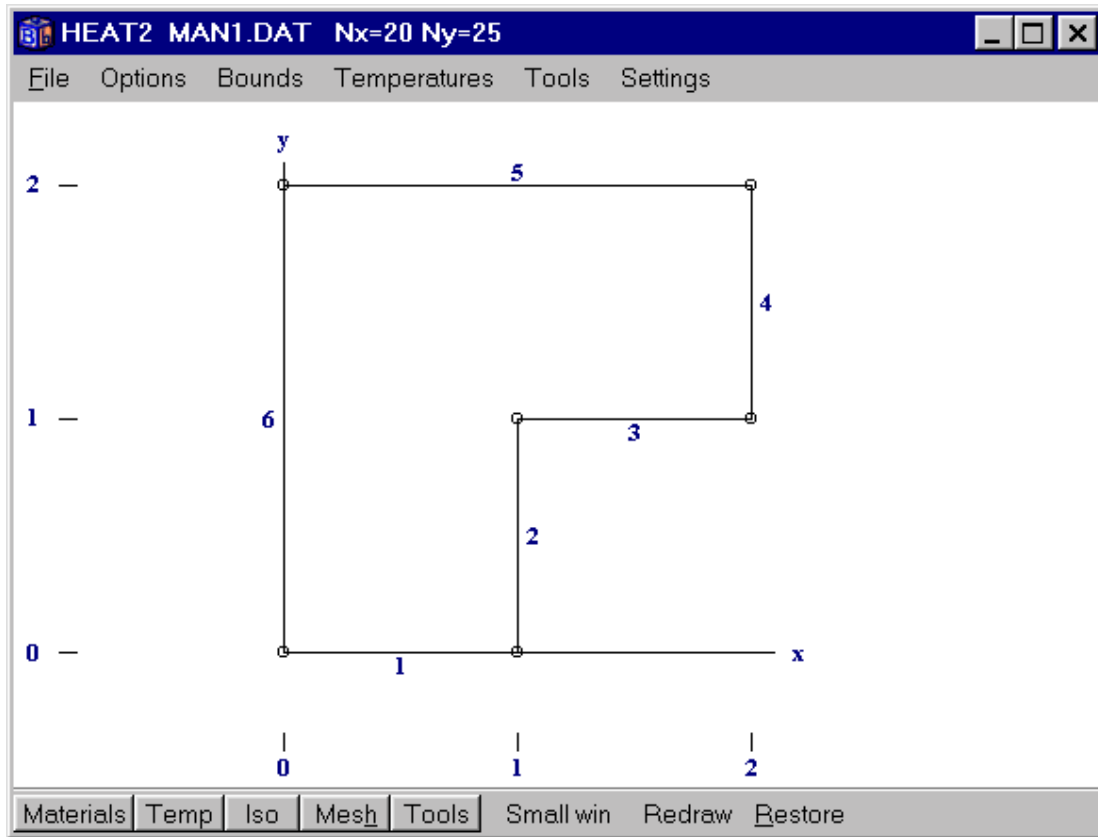 HEAT2 MAN1.DAT Nx=20 Ny=25
File Options Bounds Temperatures Tools Settings
y
2
5
4
1
6
3
2
0
1
x
0 1 2
Materials Temp Iso Mesh Tools Small win Redraw Restore